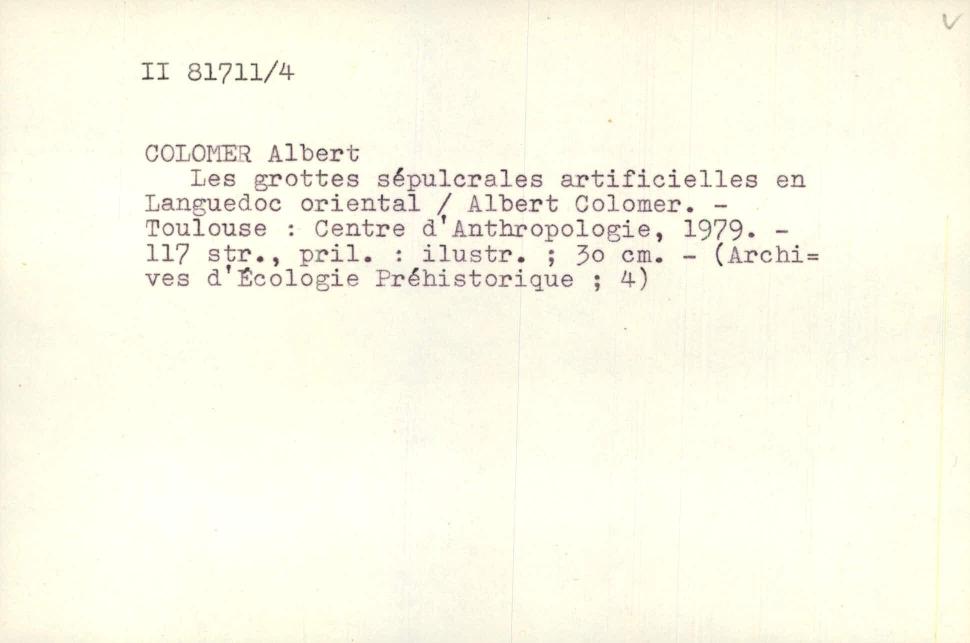 II 81711/4
COLOMER Albert
Les grottes sépulcrales artificielles en
Languedoc oriental / Albert Colomer. -
Toulouse : Centre d'Anthropologie, 1979. -
117 str., pril. : ilustr. ; 30 cm. - (Archi=
ves d'Écologie Préhistorique ; 4)